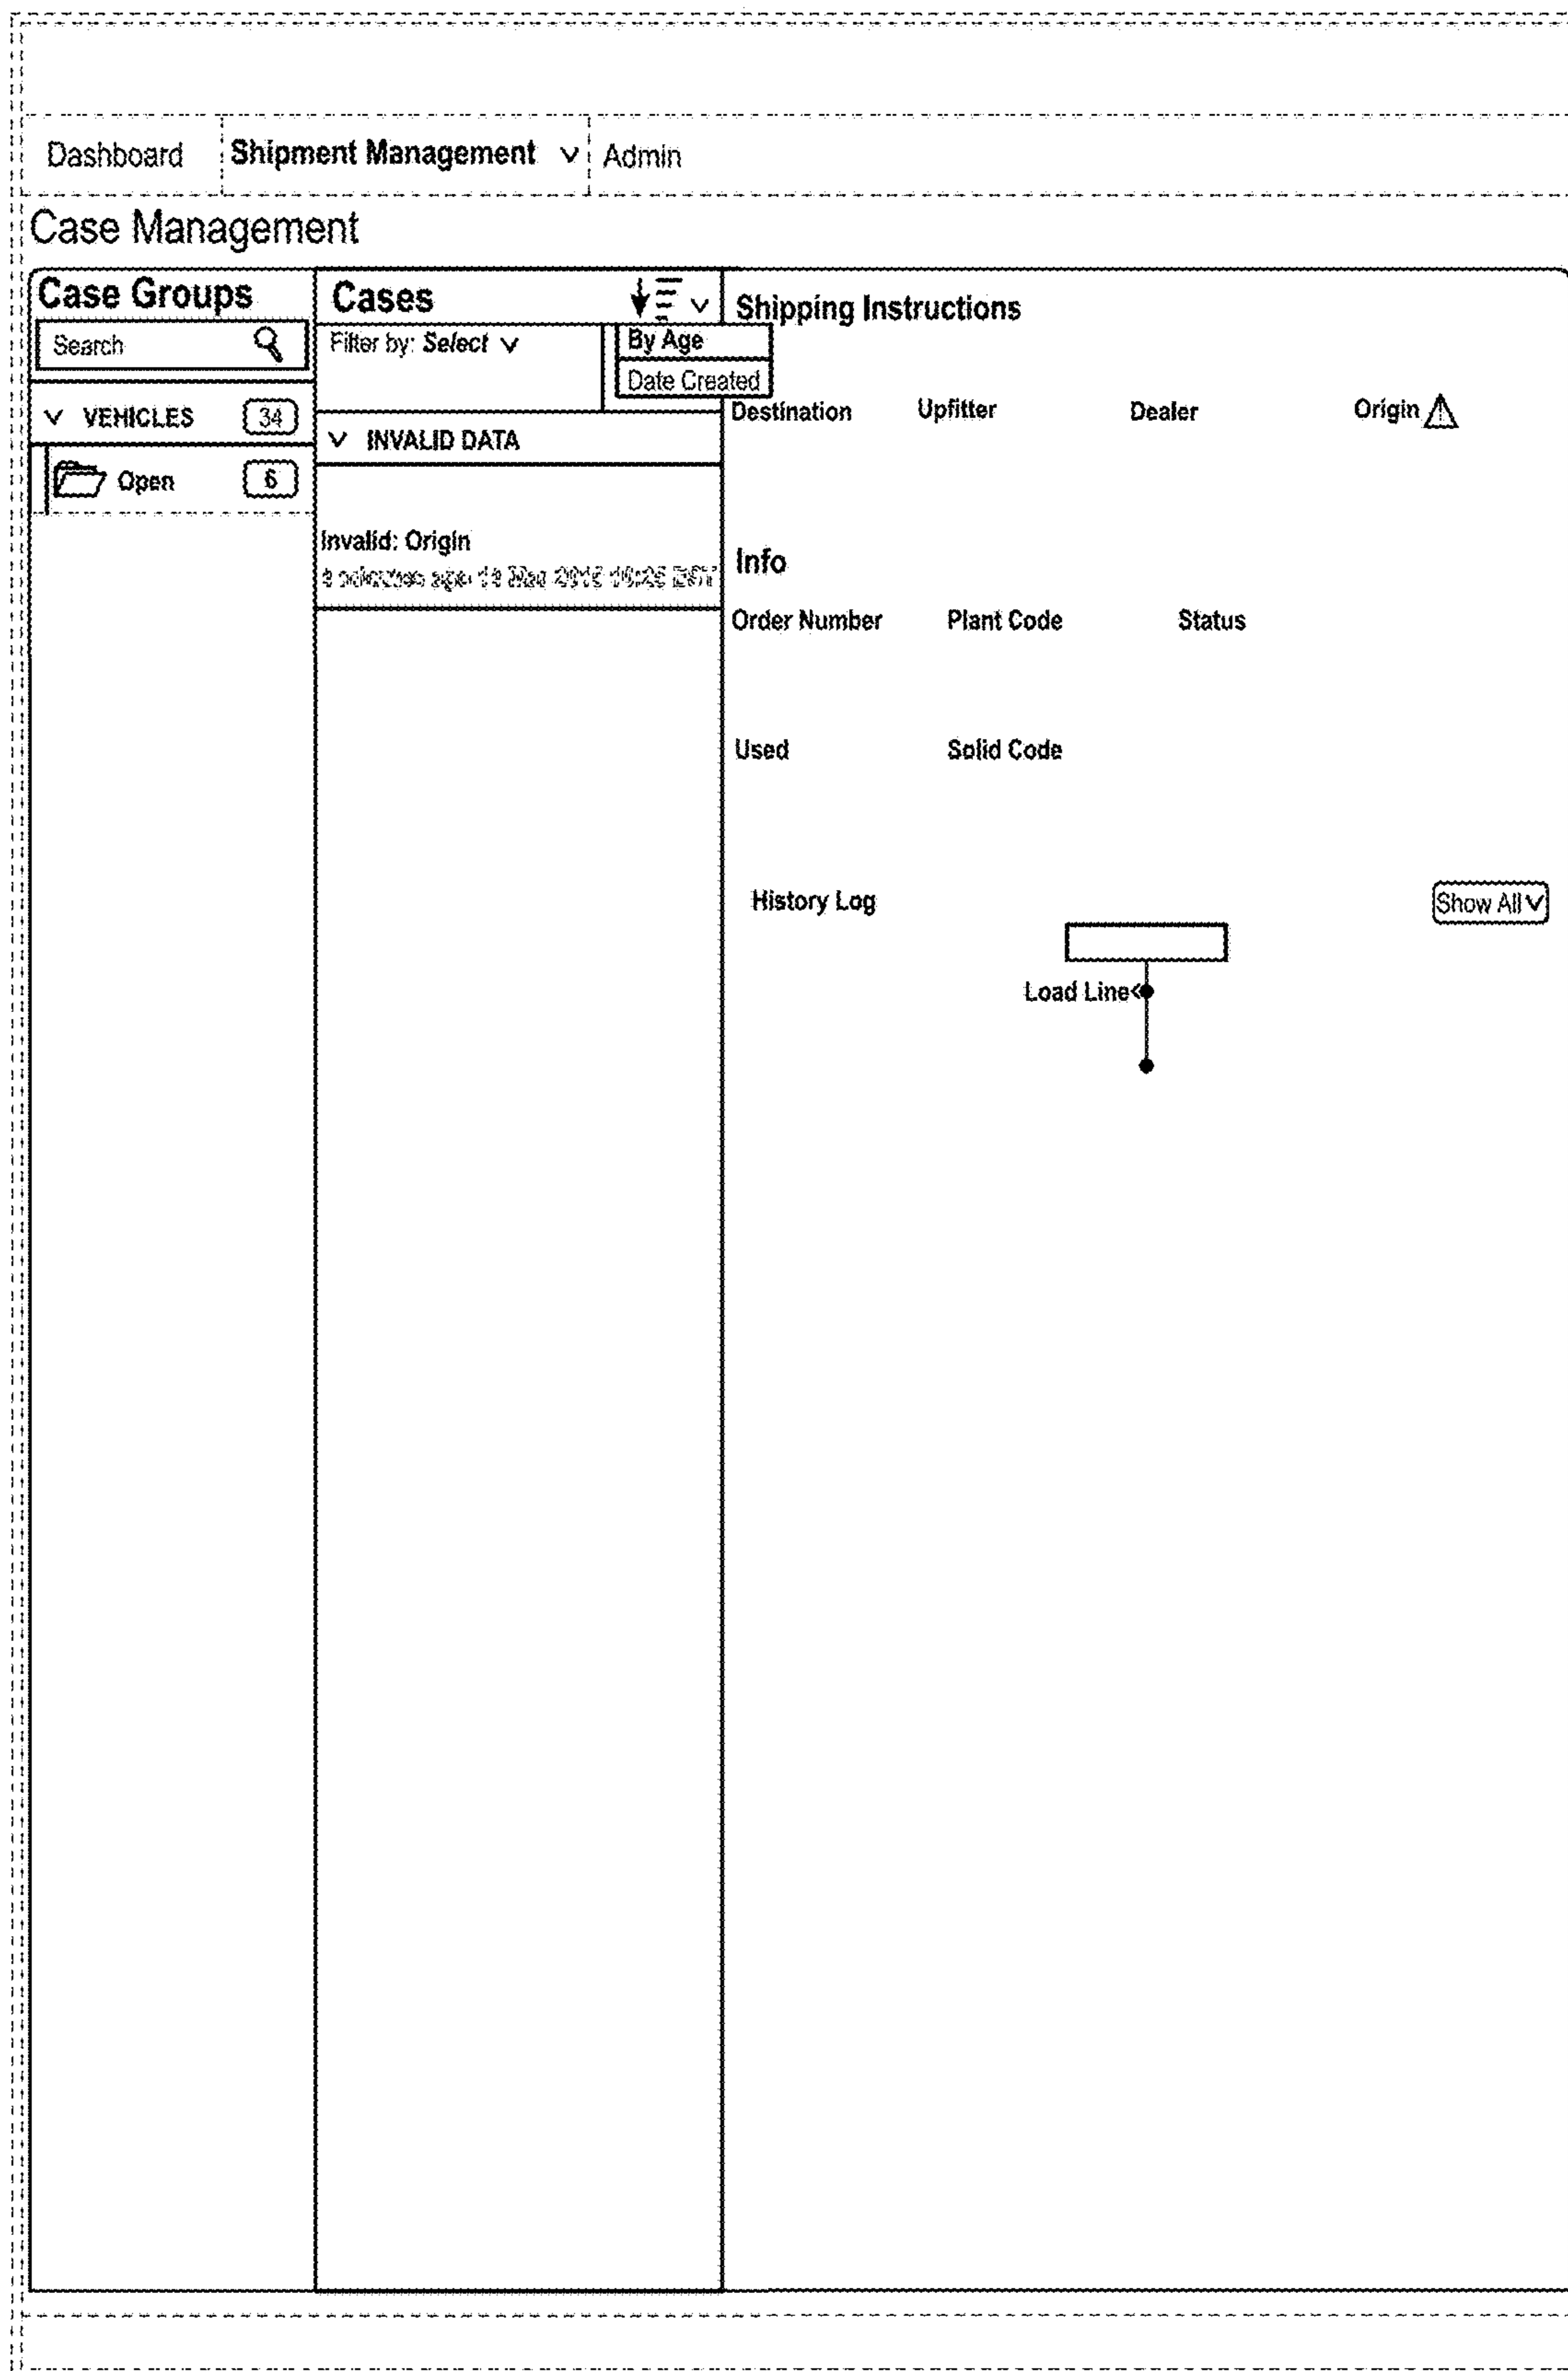 Dashboard Shipment Management Admin
Case Management
Case Groups
Search
VEHICLES 34
Open 6
Cases
Filter by: Select
By Age
Date Created
INVALID DATA
Invalid: Origin
Shipping Instructions
Destination Upfitter Dealer Origin
Info
Order Number Plant Code Status
Used Solid Code
History Log Show All
Load Line